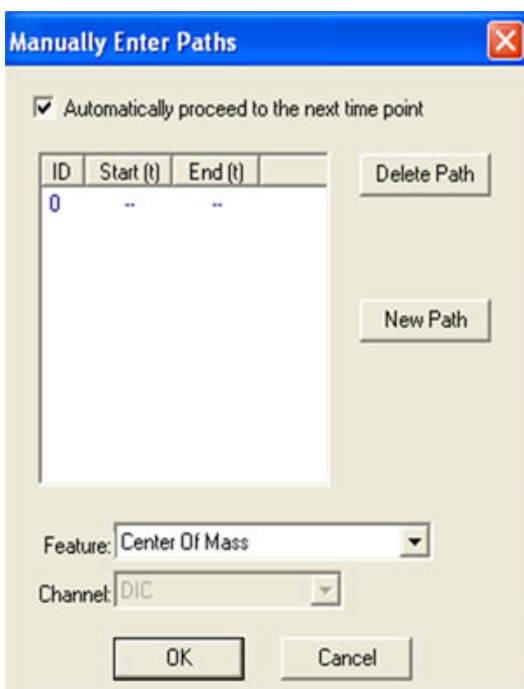 Manually Enter Paths
Automatically proceed to the next time point
ID Start (t) End (t)
Delete Path
0 -- --
New Path
Feature: Center Of Mass
Channel: DIC
OK Cancel